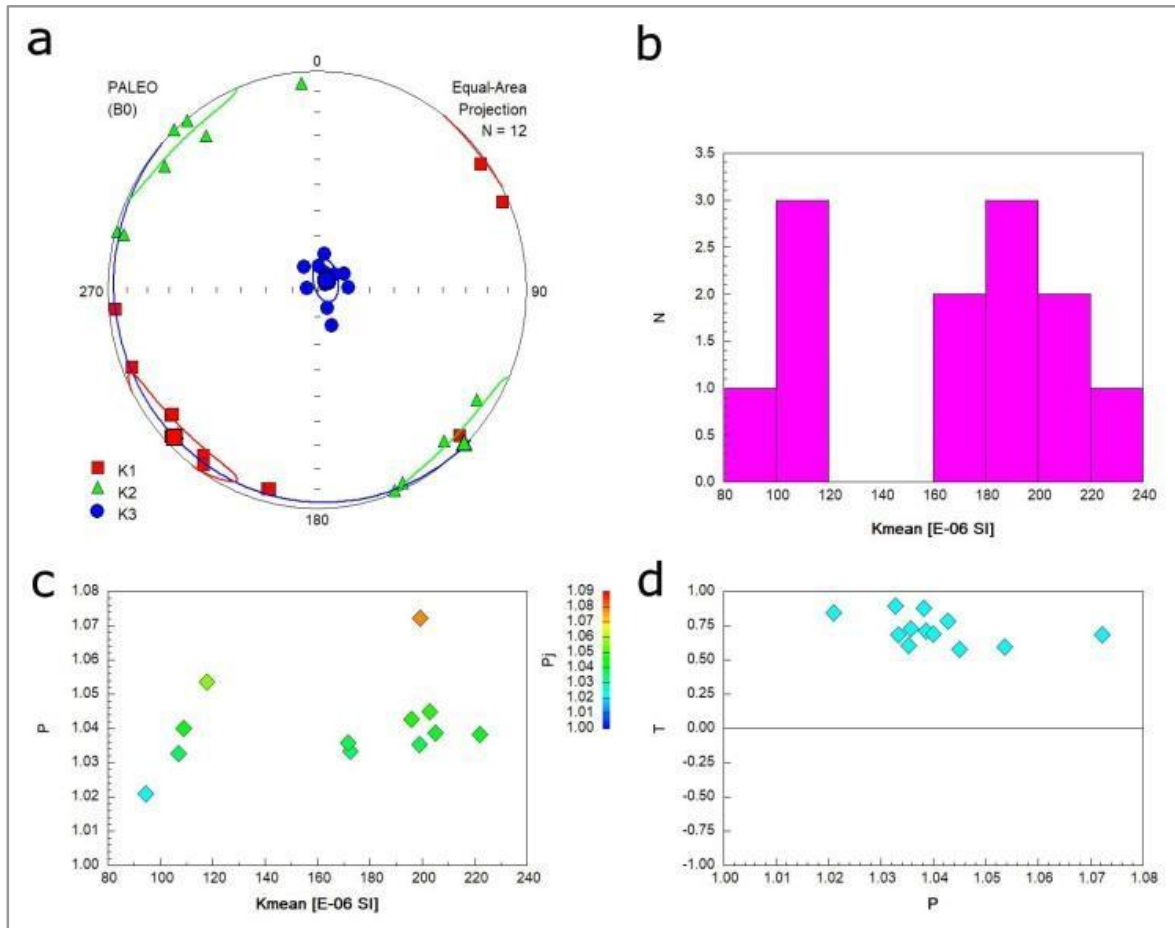 a
PALEO
(B0)
0
Equal-Area
Projection
N = 12
270
90
180
K1
K2
K3
b
3.5
3.0
2.5
2.0
1.5
1.0
0.5
0.0
N
80 100 120 140 160 180 200 220 240
Kmean [E-06 SI]
c
1.08
1.07
1.06
1.05
1.04
1.03
1.02
1.01
1.00
P
80 100 120 140 160 180 200 220 240
Kmean [E-06 SI]
1.09
1.08
1.07
1.06
1.05
1.04
1.03
1.02
1.01
1.00
Pj
d
1.00
0.75
0.50
0.25
0.00
-0.25
-0.50
-0.75
-1.00
T
1.00 1.01 1.02 1.03 1.04 1.05 1.06 1.07 1.08
P